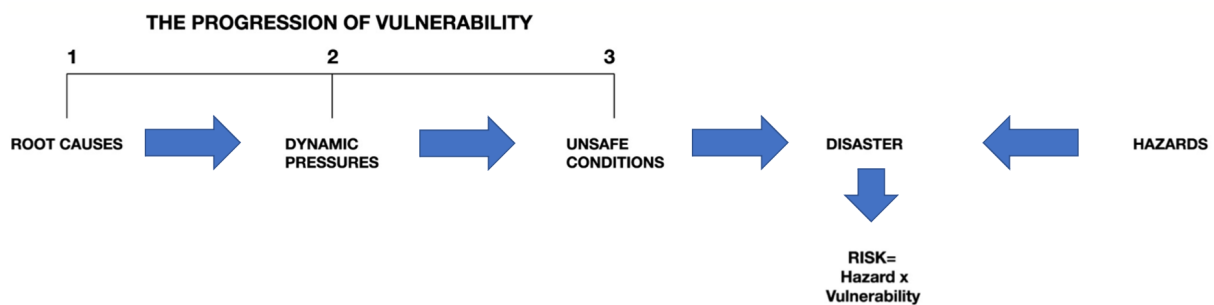 THE PROGRESSION OF VULNERABILITY
1 2 3
ROOT CAUSES
DYNAMIC
PRESSURES
UNSAFE
CONDITIONS
DISASTER
HAZARDS
RISK=
Hazard x
Vulnerability